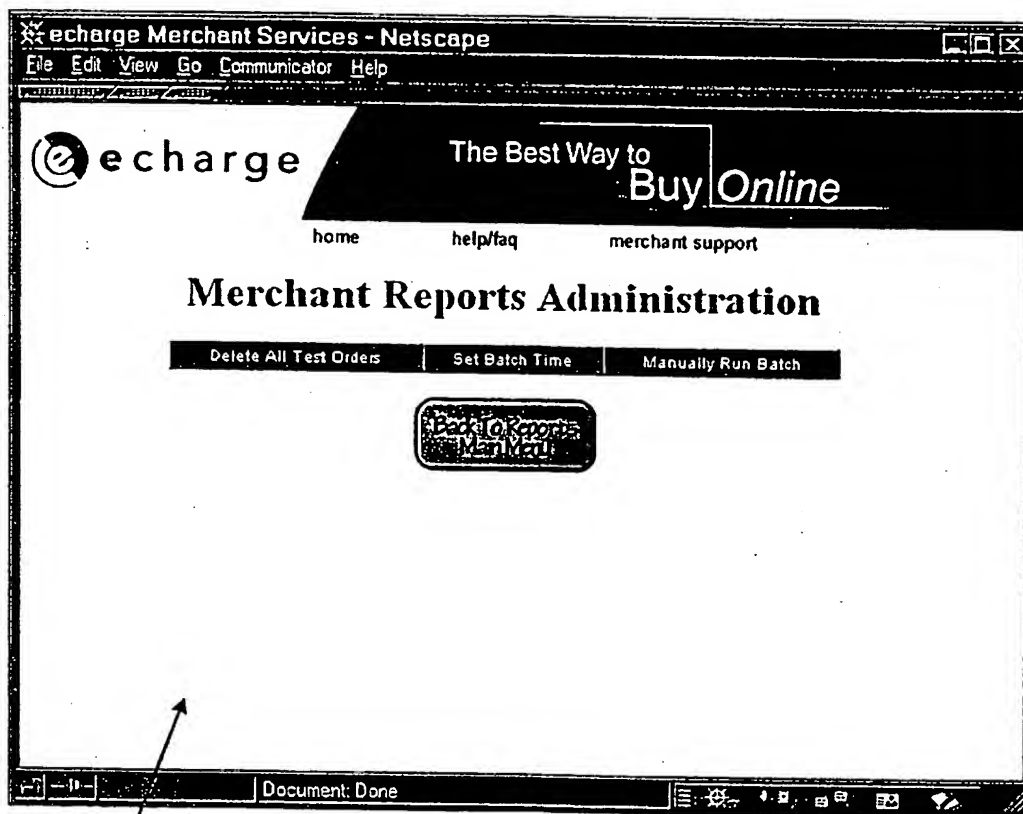 echarge Merchant Services - Netscape
File Edit View Go Communicator Help
e echarge
The Best Way to
Buy Online
home help/faq merchant support
Merchant Reports Administration
Delete All Test Orders Set Batch Time Manually Run Batch
Back To Reports
Main Menu
Document: Done